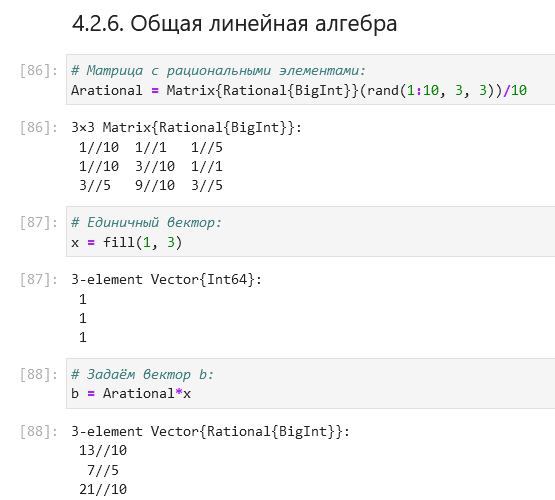 4.2.6. Общая линейная алгебра
[86]: # Матрица с рациональными элементами:
Arational = Matrix{Rational{BigInt}}(rand(1:10, 3, 3))/10
[86]: 3×3 Matrix{Rational{BigInt}}:
1//10 1//1 1//5
1//10 3//10 1//1
3//5 9//10 3//5
[87]: # Единичный вектор:
x = fill(1, 3)
[87]: 3-element Vector{Int64}:
1
1
1
[88]: # Задаём вектор b:
b = Arational*x
[88]: 3-element Vector{Rational{BigInt}}:
13//10
7//5
21//10